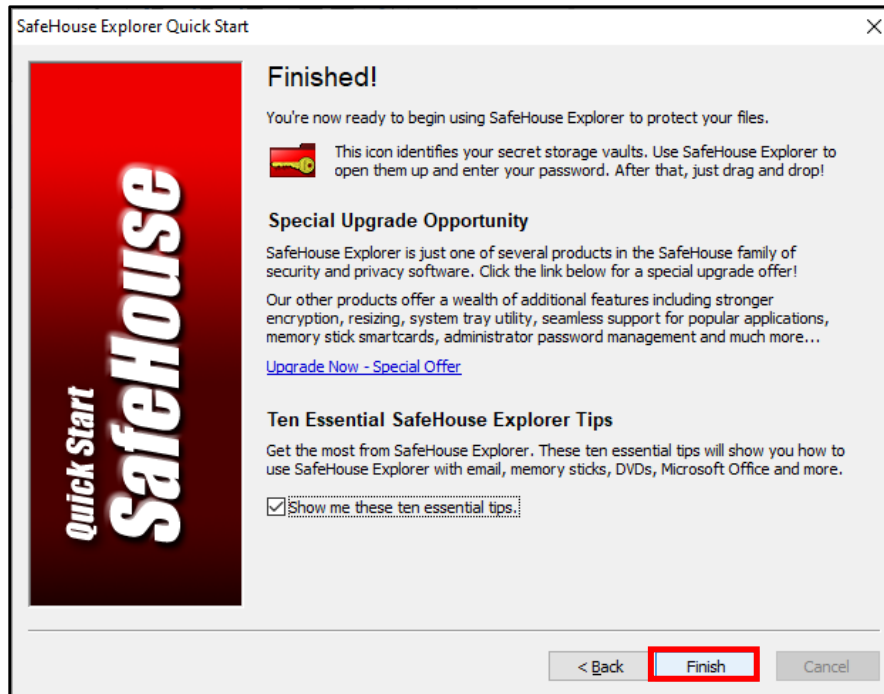 SafeHouse Explorer Quick Start
Quick Start
SafeHouse
Finished!
You're now ready to begin using SafeHouse Explorer to protect your files.
This icon identifies your secret storage vaults. Use SafeHouse Explorer to
open them up and enter your password. After that, just drag and drop!
Special Upgrade Opportunity
SafeHouse Explorer is just one of several products in the SafeHouse family of
security and privacy software. Click the link below for a special upgrade offer!
Our other products offer a wealth of additional features including stronger
encryption, resizing, system tray utility, seamless support for popular applications,
memory stick smartcards, administrator password management and much more...
Upgrade Now - Special Offer
Ten Essential SafeHouse Explorer Tips
Get the most from SafeHouse Explorer. These ten essential tips will show you how to
use SafeHouse Explorer with email, memory sticks, DVDs, Microsoft Office and more.
Show me these ten essential tips.
< Back
Finish
Cancel